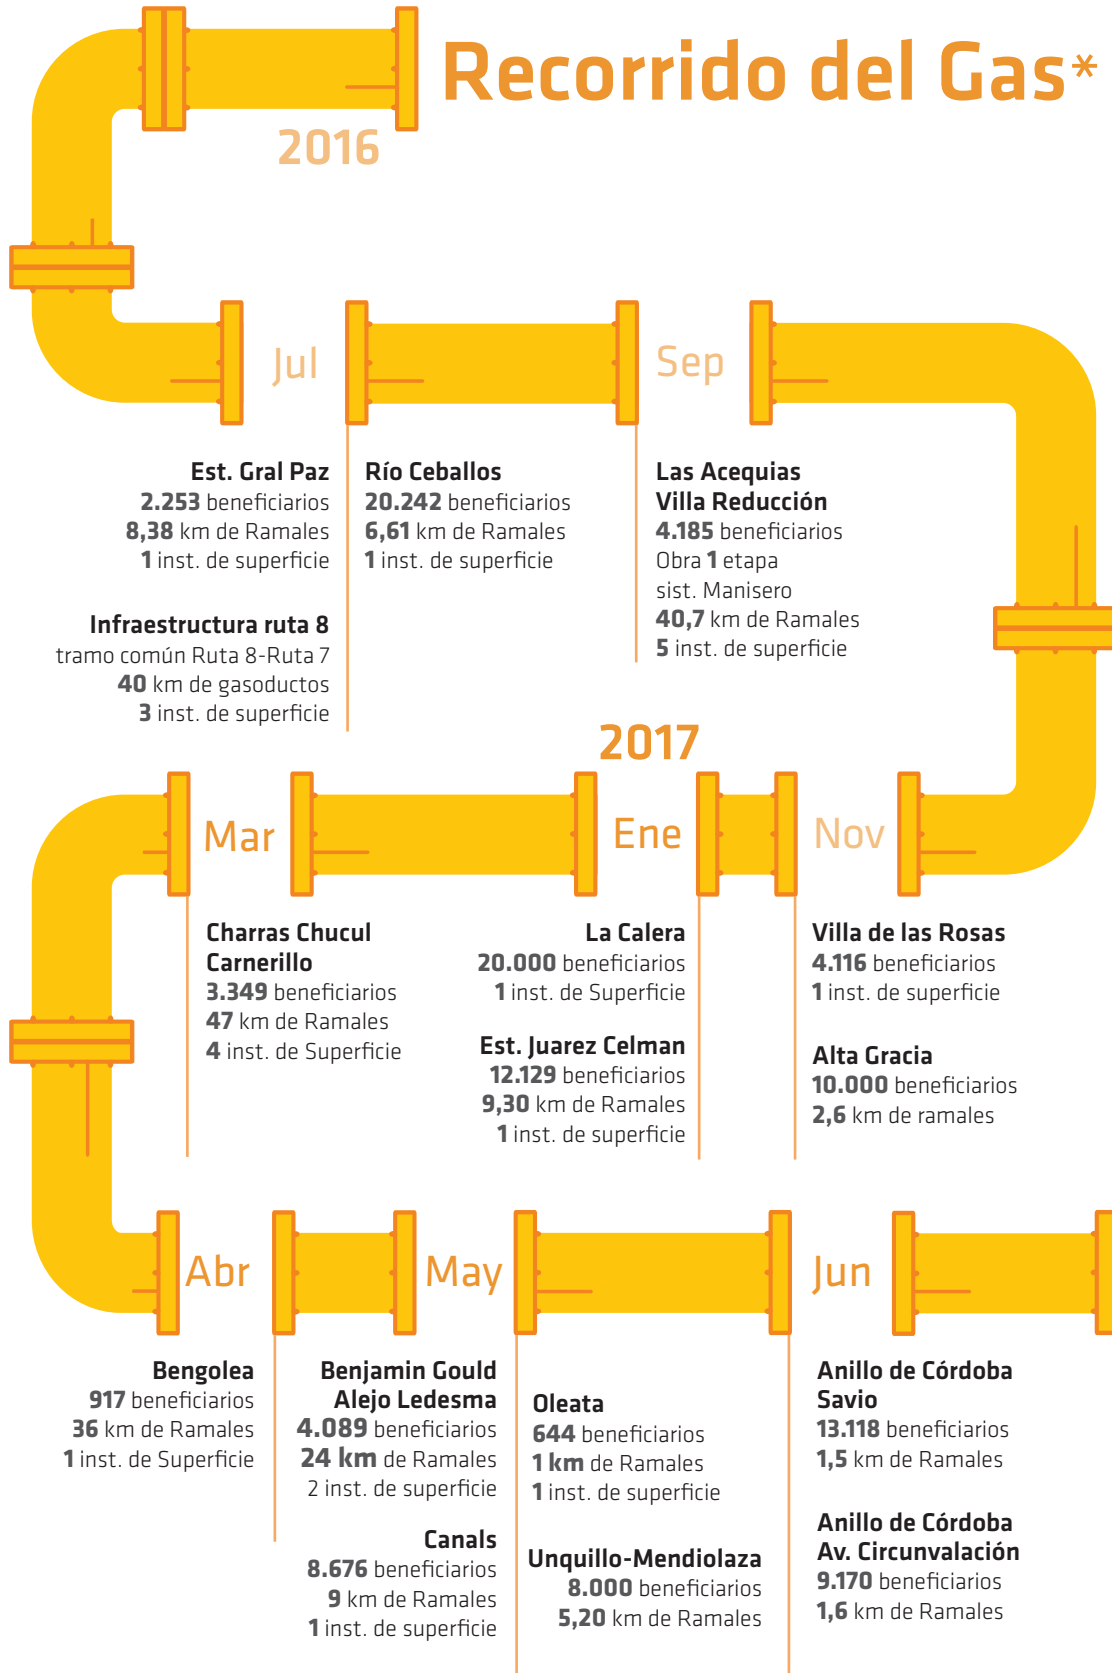 Recorrido del Gas*
2016
Jul
Est. Gral Paz
2.253 beneficiarios
8,38 km de Ramales
1 inst. de superficie
Infraestructura ruta 8
tramo común Ruta 8-Ruta 7
40 km de gasoductos
3 inst. de superficie
Río Ceballos
20.242 beneficiarios
6,61 km de Ramales
1 inst. de superficie
Sep
Las Acequias
Villa Reducción
4.185 beneficiarios
Obra 1 etapa
sist. Manisero
40,7 km de Ramales
5 inst. de superficie
Nov
Villa de las Rosas
4.116 beneficiarios
1 inst. de superficie
Alta Gracia
10.000 beneficiarios
2,6 km de ramales
2017
Ene
La Calera
20.000 beneficiarios
1 inst. de Superficie
Est. Juarez Celman
12.129 beneficiarios
9,30 km de Ramales
1 inst. de superficie
Mar
Charras Chucul
Carnerillo
3.349 beneficiarios
47 km de Ramales
4 inst. de Superficie
Abr
Bengolea
917 beneficiarios
36 km de Ramales
1 inst. de Superficie
May
Benjamin Gould
Alejo Ledesma
4.089 beneficiarios
24 km de Ramales
2 inst. de superficie
Canals
8.676 beneficiarios
9 km de Ramales
1 inst. de superficie
Oleata
644 beneficiarios
1 km de Ramales
1 inst. de superficie
Unquillo-Mendiolaza
8.000 beneficiarios
5,20 km de Ramales
Jun
Anillo de Córdoba
Savio
13.118 beneficiarios
1,5 km de Ramales
Anillo de Córdoba
Av. Circunvalación
9.170 beneficiarios
1,6 km de Ramales